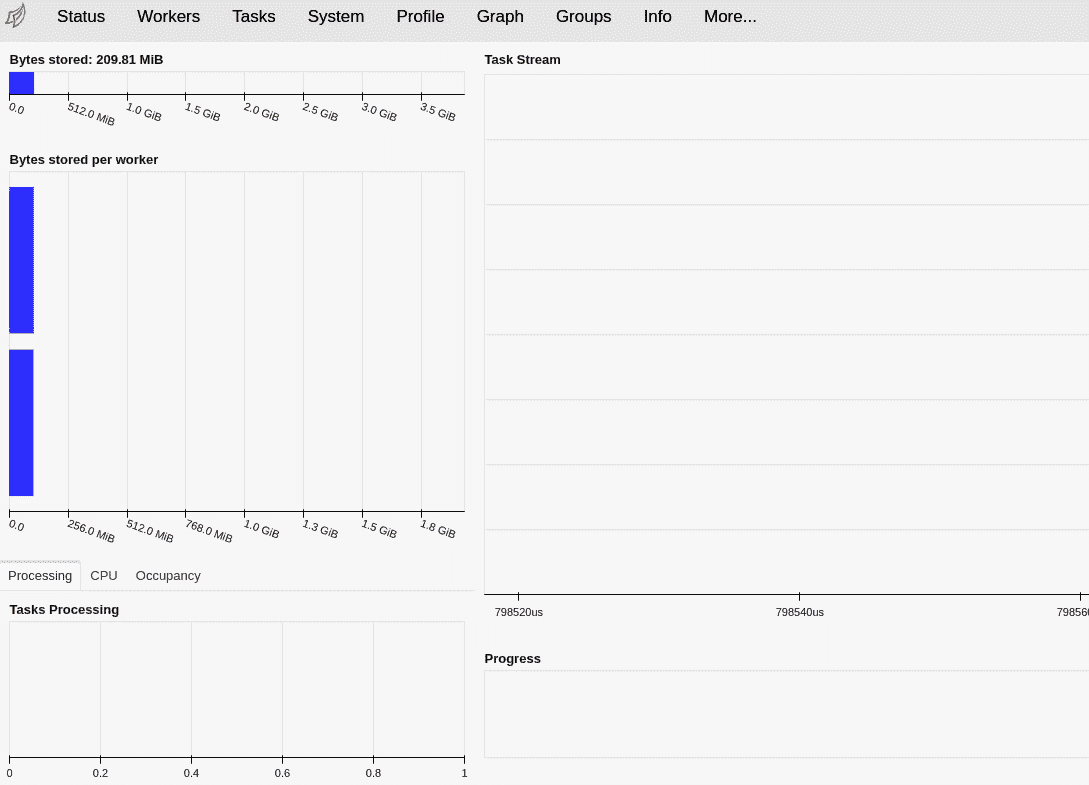 Status Workers Tasks System Profile Graph Groups Info More...
Bytes stored: 209.81 MiB
0.0 512.0 MiB 1.0 GiB 1.5 GiB 2.0 GiB 2.5 GiB 3.0 GiB 3.5 GiB
Bytes stored per worker
0.0 256.0 MiB 512.0 MiB 768.0 MiB 1.0 GiB 1.3 GiB 1.5 GiB 1.8 GiB
Processing CPU Occupancy
Tasks Processing
0 0.2 0.4 0.6 0.8 1
Task Stream
798520us 798540us
Progress